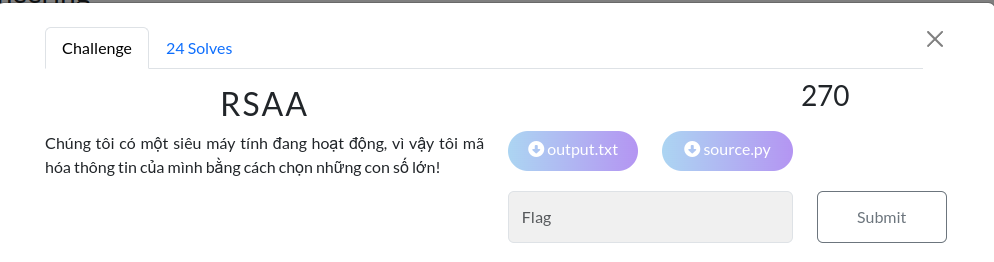 Challenge
24 Solves
RSAA
270
Chúng tôi có một siêu máy tính đang hoạt động, vì vậy tôi mã
hóa thông tin của mình bằng cách chọn những con số lớn!
output.txt
source.py
Flag
Submit